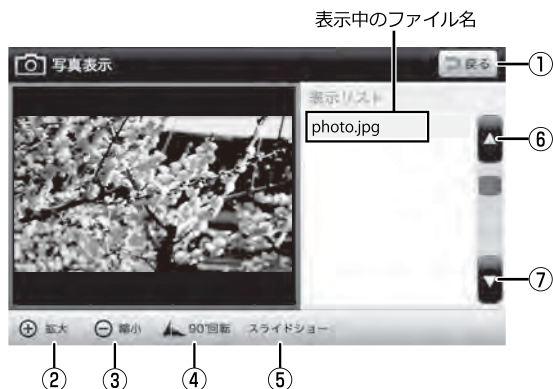 表示中のファイル名
写真表示
戻る
①
表示リスト
photo.jpg
⑥
⑦
拡大
縮小
90°回転
スライドショー
②
③
④
⑤